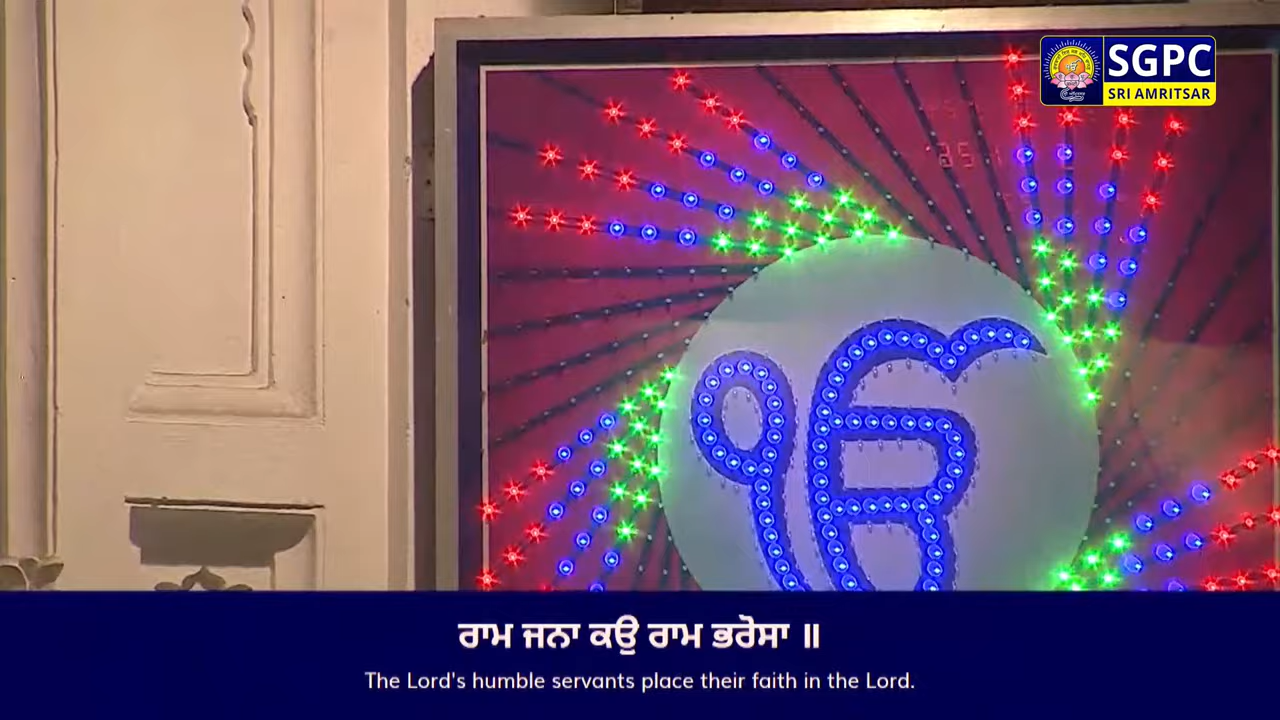 SGPC
SRI AMRITSAR
ੴ
ਰਾਮ ਜਨਾ ਕਉ ਰਾਮ ਭਰੋਸਾ ॥
The Lord's humble servants place their faith in the Lord.